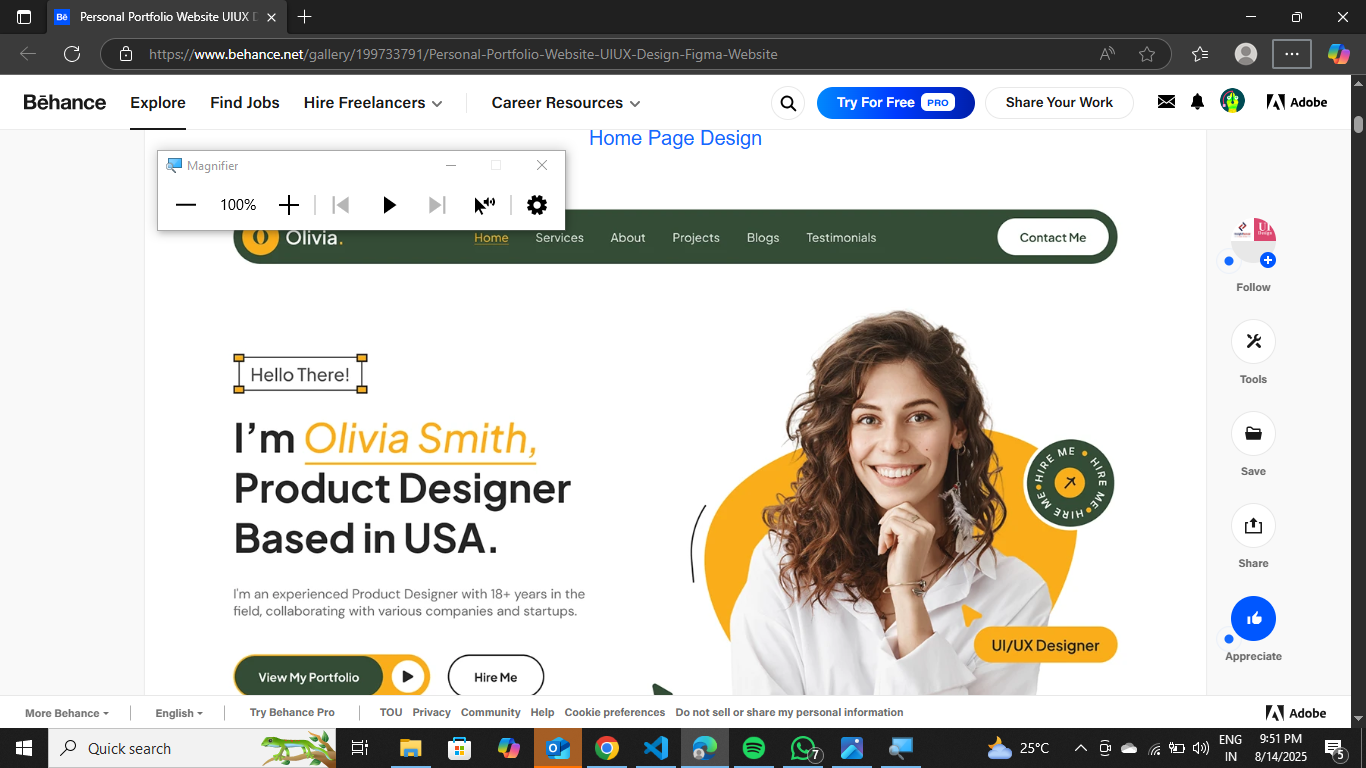 Personal Portfolio Website UIUX D
https://www.behance.net/gallery/199733791/Personal-Portfolio-Website-UIUX-Design-Figma-Website
Bēhance Explore Find Jobs Hire Freelancers Career Resources Try For Free PRO Share Your Work Adobe
Home Page Design
Magnifier
100%
Olivia. Home Services About Projects Blogs Testimonials Contact Me
Follow
Hello There!
Tools
I'm Olivia Smith,
Product Designer
Based in USA.
HIRE ME HIRE ME HIRE ME
Save
Share
I'm an experienced Product Designer with 18+ years in the
field, collaborating with various companies and startups.
UI/UX Designer
Appreciate
View My Portfolio Hire Me
More Behance English Try Behance Pro TOU Privacy Community Help Cookie preferences Do not sell or share my personal information Adobe
Quick search
7
25°C
ENG
IN
9:51 PM
8/14/2025
5